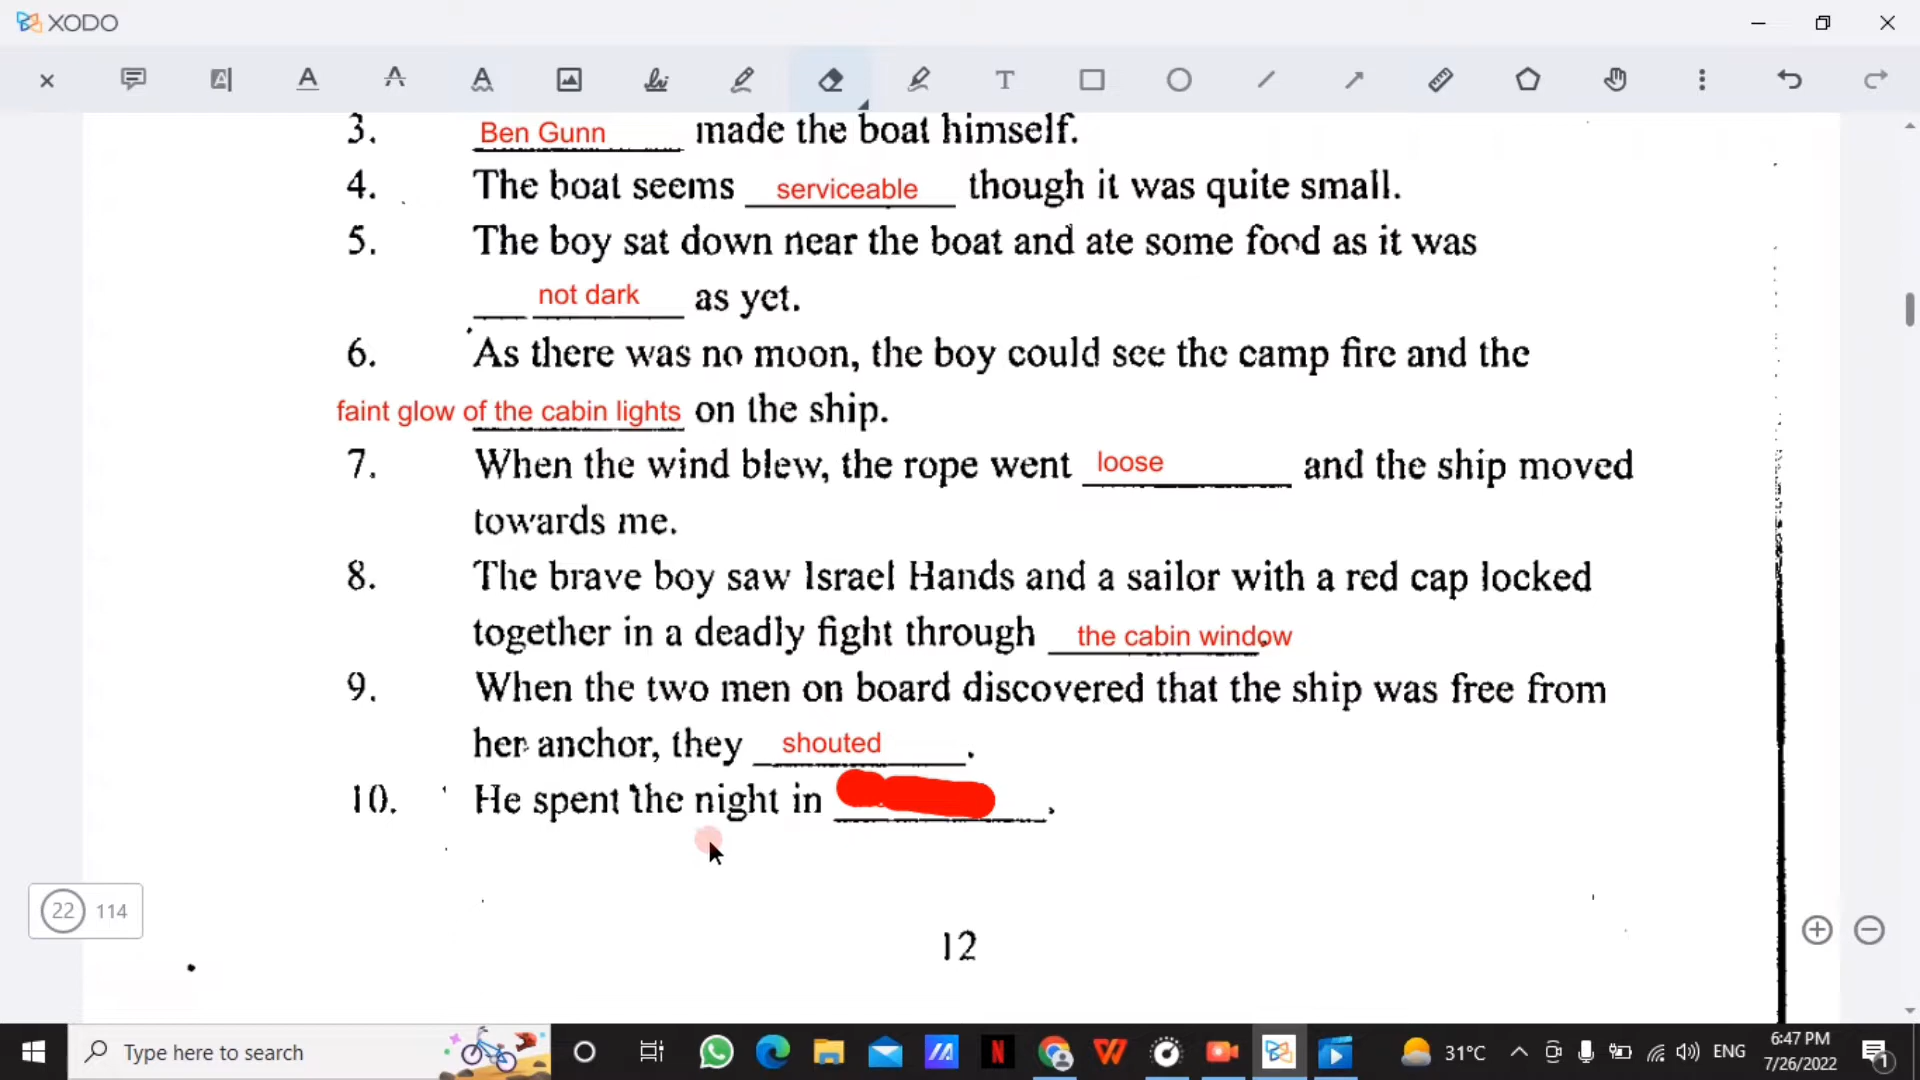 XODO
3. Ben Gunn made the boat himself.
4. The boat seems serviceable though it was quite small.
5. The boy sat down near the boat and ate some food as it was
not dark as yet.
6. As there was no moon, the boy could see the camp fire and the
faint glow of the cabin lights on the ship.
7. When the wind blew, the rope went loose and the ship moved
towards me.
8. The brave boy saw Israel Hands and a sailor with a red cap locked
together in a deadly fight through the cabin window.
9. When the two men on board discovered that the ship was free from
her anchor, they shouted.
10. He spent the night in .
22 114
12
Type here to search
31°C
ENG
6:47 PM
7/26/2022
1